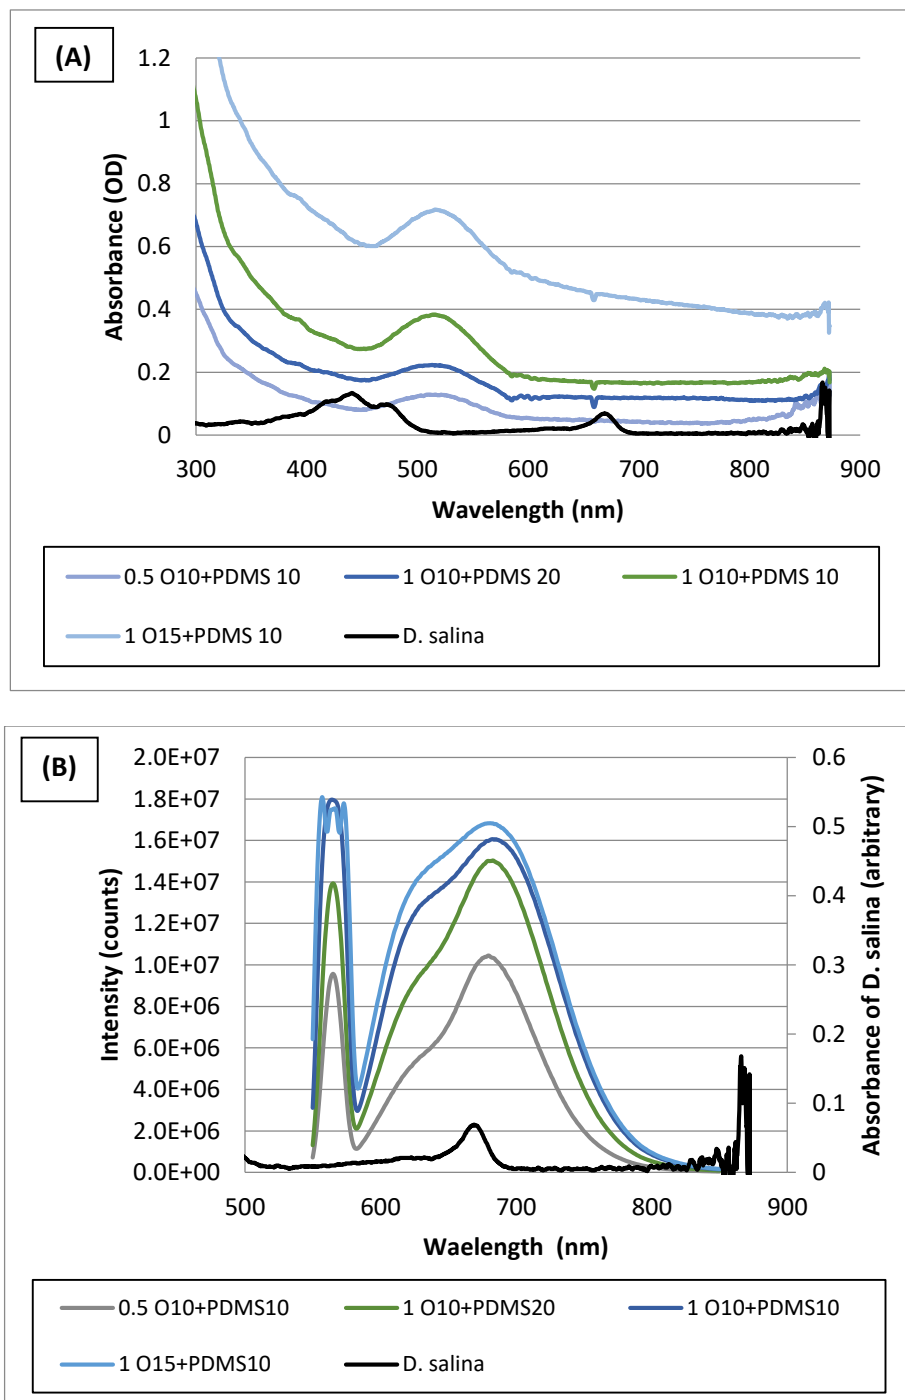 (A)
Absorbance (OD)
1.2
1
0.8
0.6
0.4
0.2
0
300 400 500 600 700 800 900
Wavelength (nm)
0.5 O10+PDMS 10 1 O10+PDMS 20 1 O10+PDMS 10
1 O15+PDMS 10 D. salina
(B)
Intensity (counts)
2.0E+07
1.8E+07
1.6E+07
1.4E+07
1.2E+07
1.0E+07
8.0E+06
6.0E+06
4.0E+06
2.0E+06
0.0E+00
0.6
0.5
0.4
0.3
0.2
0.1
0
Absorbance of D. salina (arbitrary)
500 600 700 800 900
Waelength (nm)
0.5 O10+PDMS10 1 O10+PDMS20 1 O10+PDMS10
1 O15+PDMS10 D. salina